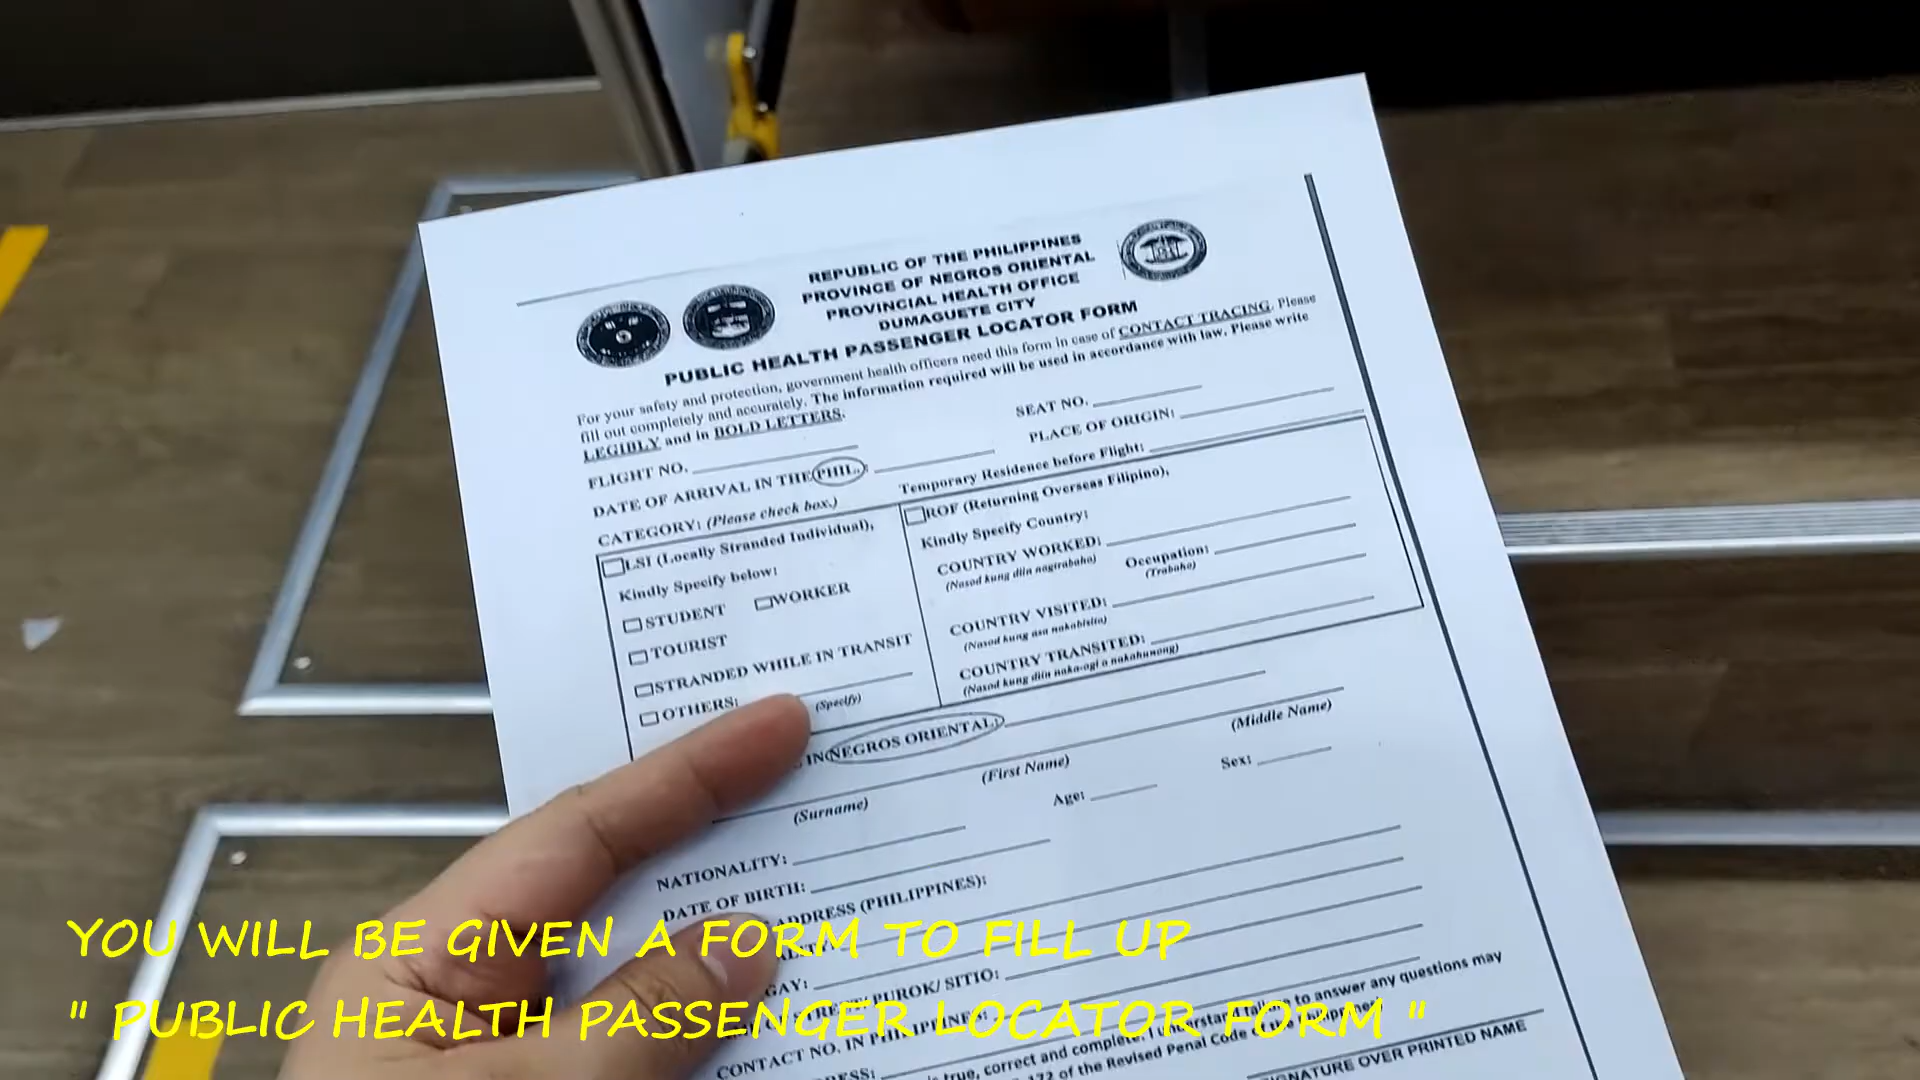 REPUBLIC OF THE PHILIPPINES
PROVINCE OF NEGROS ORIENTAL
PROVINCIAL HEALTH OFFICE
DUMAGUETE CITY
PUBLIC HEALTH PASSENGER LOCATOR FORM
For your safety and protection, government health officers need this form in case of CONTACT TRACING. Please
fill out completely and accurately. The information required will be used in accordance with law. Please write
LEGIBLY and in BOLD LETTERS.
FLIGHT NO. SEAT NO.
DATE OF ARRIVAL IN THE PHIL.: PLACE OF ORIGIN:
CATEGORY: (Please check box.) Temporary Residence before Flight:
LSI (Locally Stranded Individual),
Kindly Specify below:
STUDENT WORKER
TOURIST
STRANDED WHILE IN TRANSIT
OTHERS:
(Specify)
ROF (Returning Overseas Filipino),
Kindly Specify Country:
COUNTRY WORKED:
(Nasod kung diin nagtrabaho)
Occupation:
(Trabaho)
COUNTRY VISITED:
(Nasod kung asa nakabisita)
COUNTRY TRANSITED:
(Nasod kung diin naka-agi o nakahunong)
IN NEGROS ORIENTAL:
(Surname) (First Name) (Middle Name)
Age: Sex:
NATIONALITY:
DATE OF BIRTH:
ADDRESS (PHILIPPINES):
PUROK/ SITIO:
CONTACT NO. IN PHILIPPINES:
is true, correct and complete. I understand failing to answer any questions may
172 of the Revised Penal Code of the Philippines
SIGNATURE OVER PRINTED NAME
YOU WILL BE GIVEN A FORM TO FILL UP
" PUBLIC HEALTH PASSENGER LOCATOR FORM "